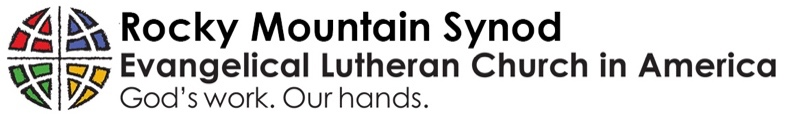 Rocky Mountain Synod
Evangelical Lutheran Church in America
God's work. Our hands.